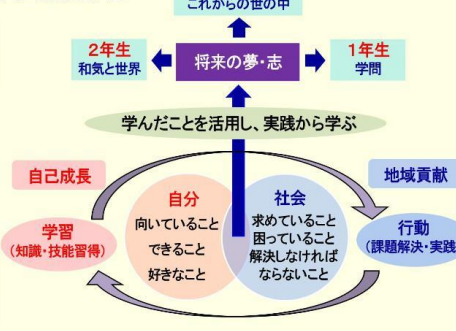 これからの世の中
2年生
和気と世界
将来の夢・志
1年生
学問
学んだことを活用し、実践から学ぶ
自己成長
地域貢献
学習
(知識・技能習得)
自分
向いていること
できること
好きなこと
社会
求めていること
困っていること
解決しなければ
ならないこと
行動
(課題解決・実践